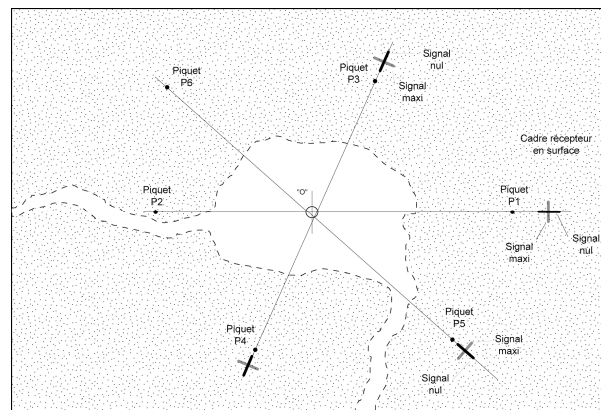 Piquet
P6
Piquet
P3
Signal
nul
Signal
maxi
Cadre récepteur
en surface
Piquet
P2
"O"
Piquet
P1
Signal
maxi
Signal
nul
Piquet
P4
Piquet
P5
Signal
maxi
Signal
nul